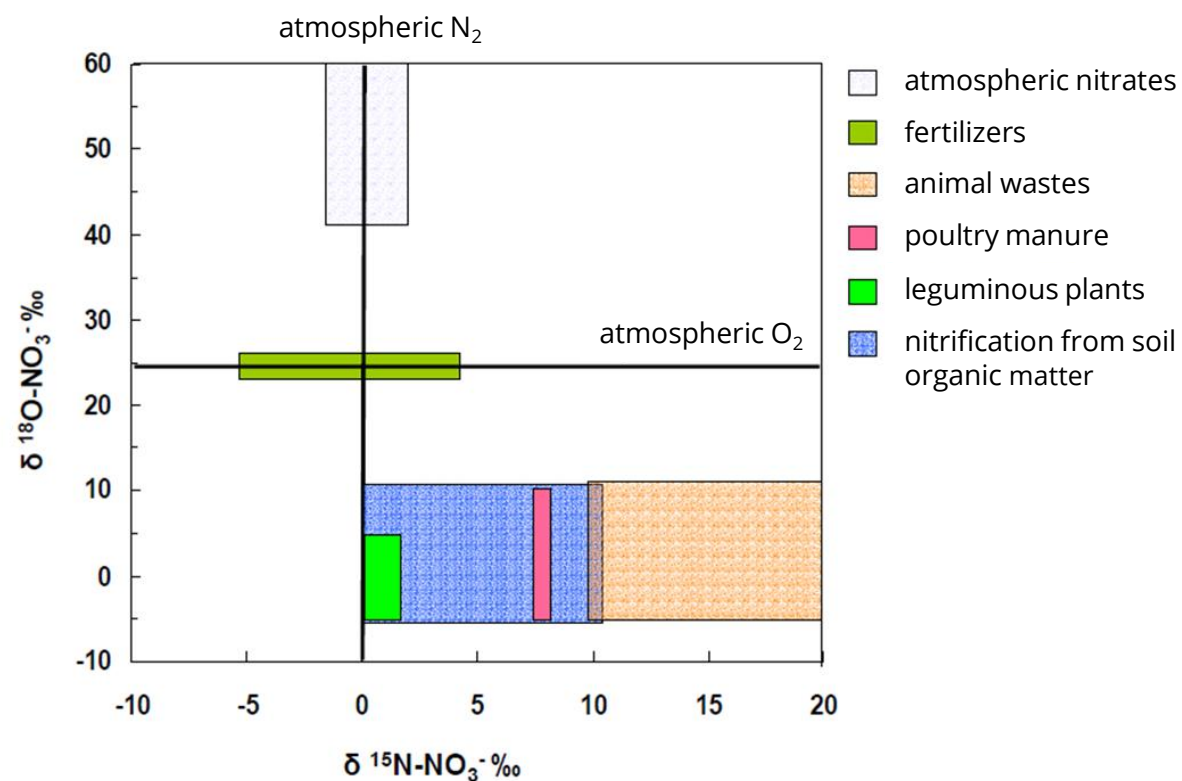 atmospheric N₂
60
50
40
30
20
10
0
-10
δ ¹⁸O-NO₃⁻‰
atmospheric O₂
-10 -5 0 5 10 15 20
δ ¹⁵N-NO₃⁻‰
atmospheric nitrates
fertilizers
animal wastes
poultry manure
leguminous plants
nitrification from soil
organic matter